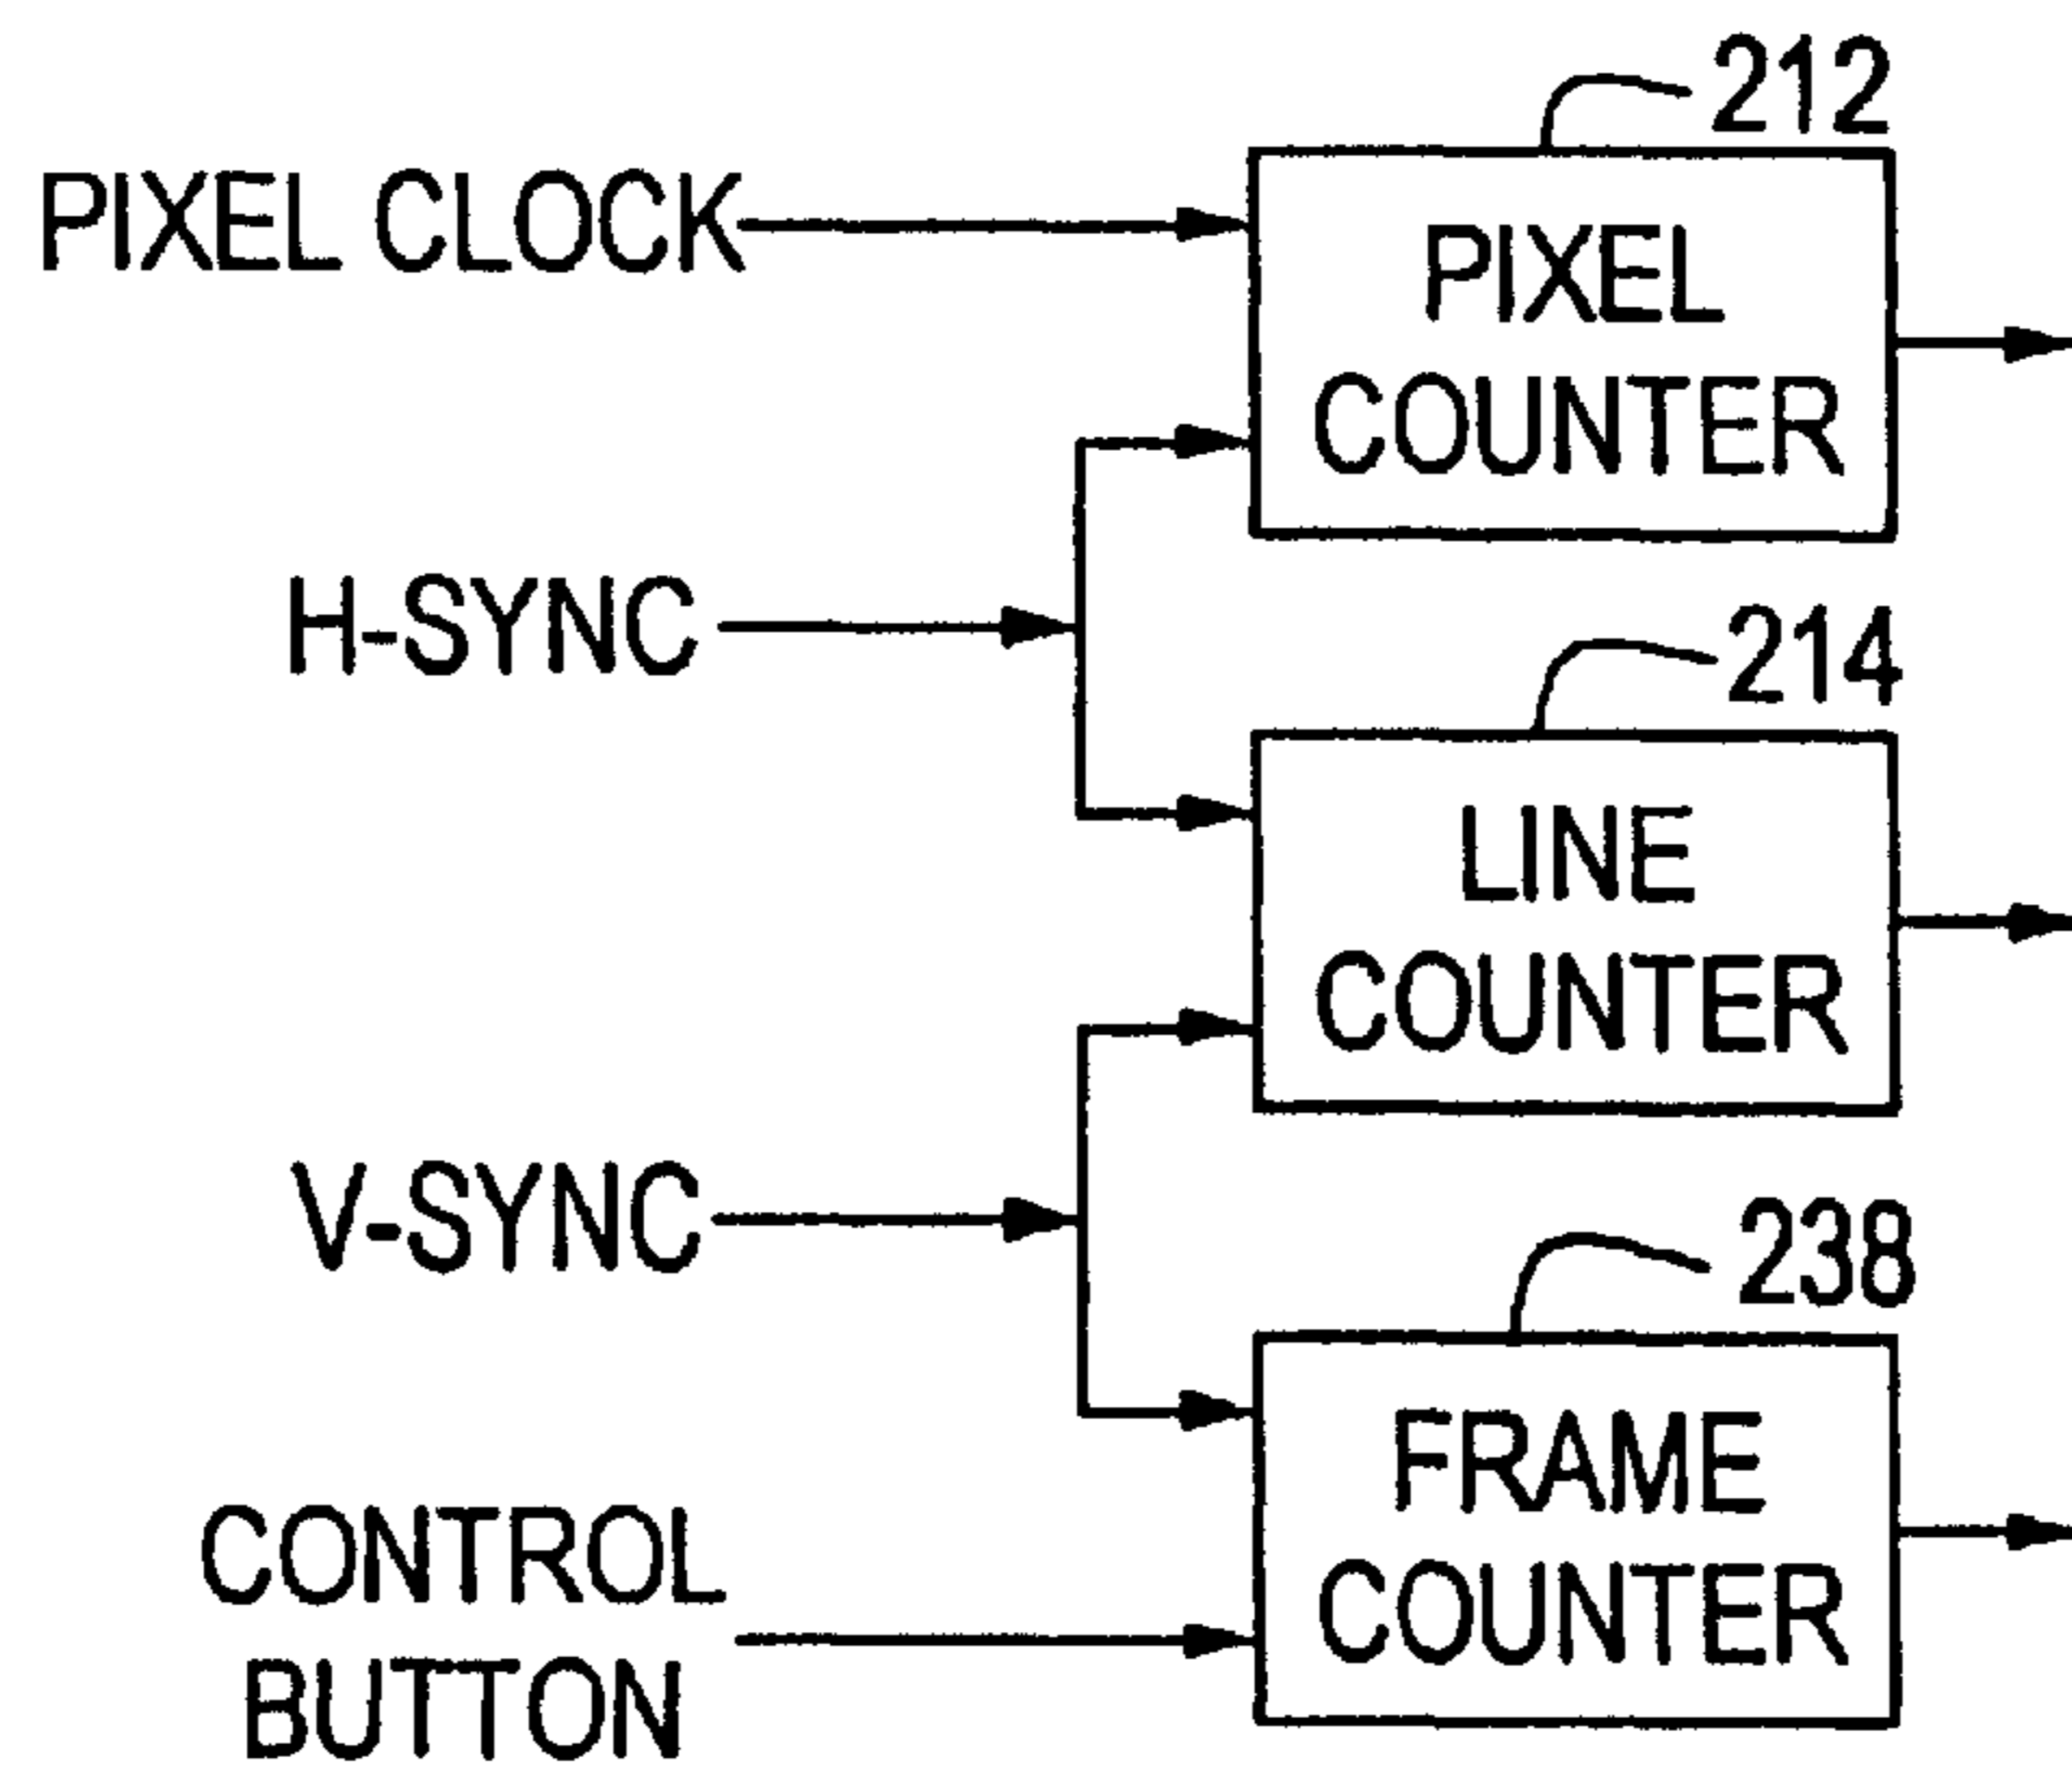 212
PIXEL CLOCK
PIXEL
COUNTER
H-SYNC
214
LINE
COUNTER
V-SYNC
238
FRAME
COUNTER
CONTROL
BUTTON